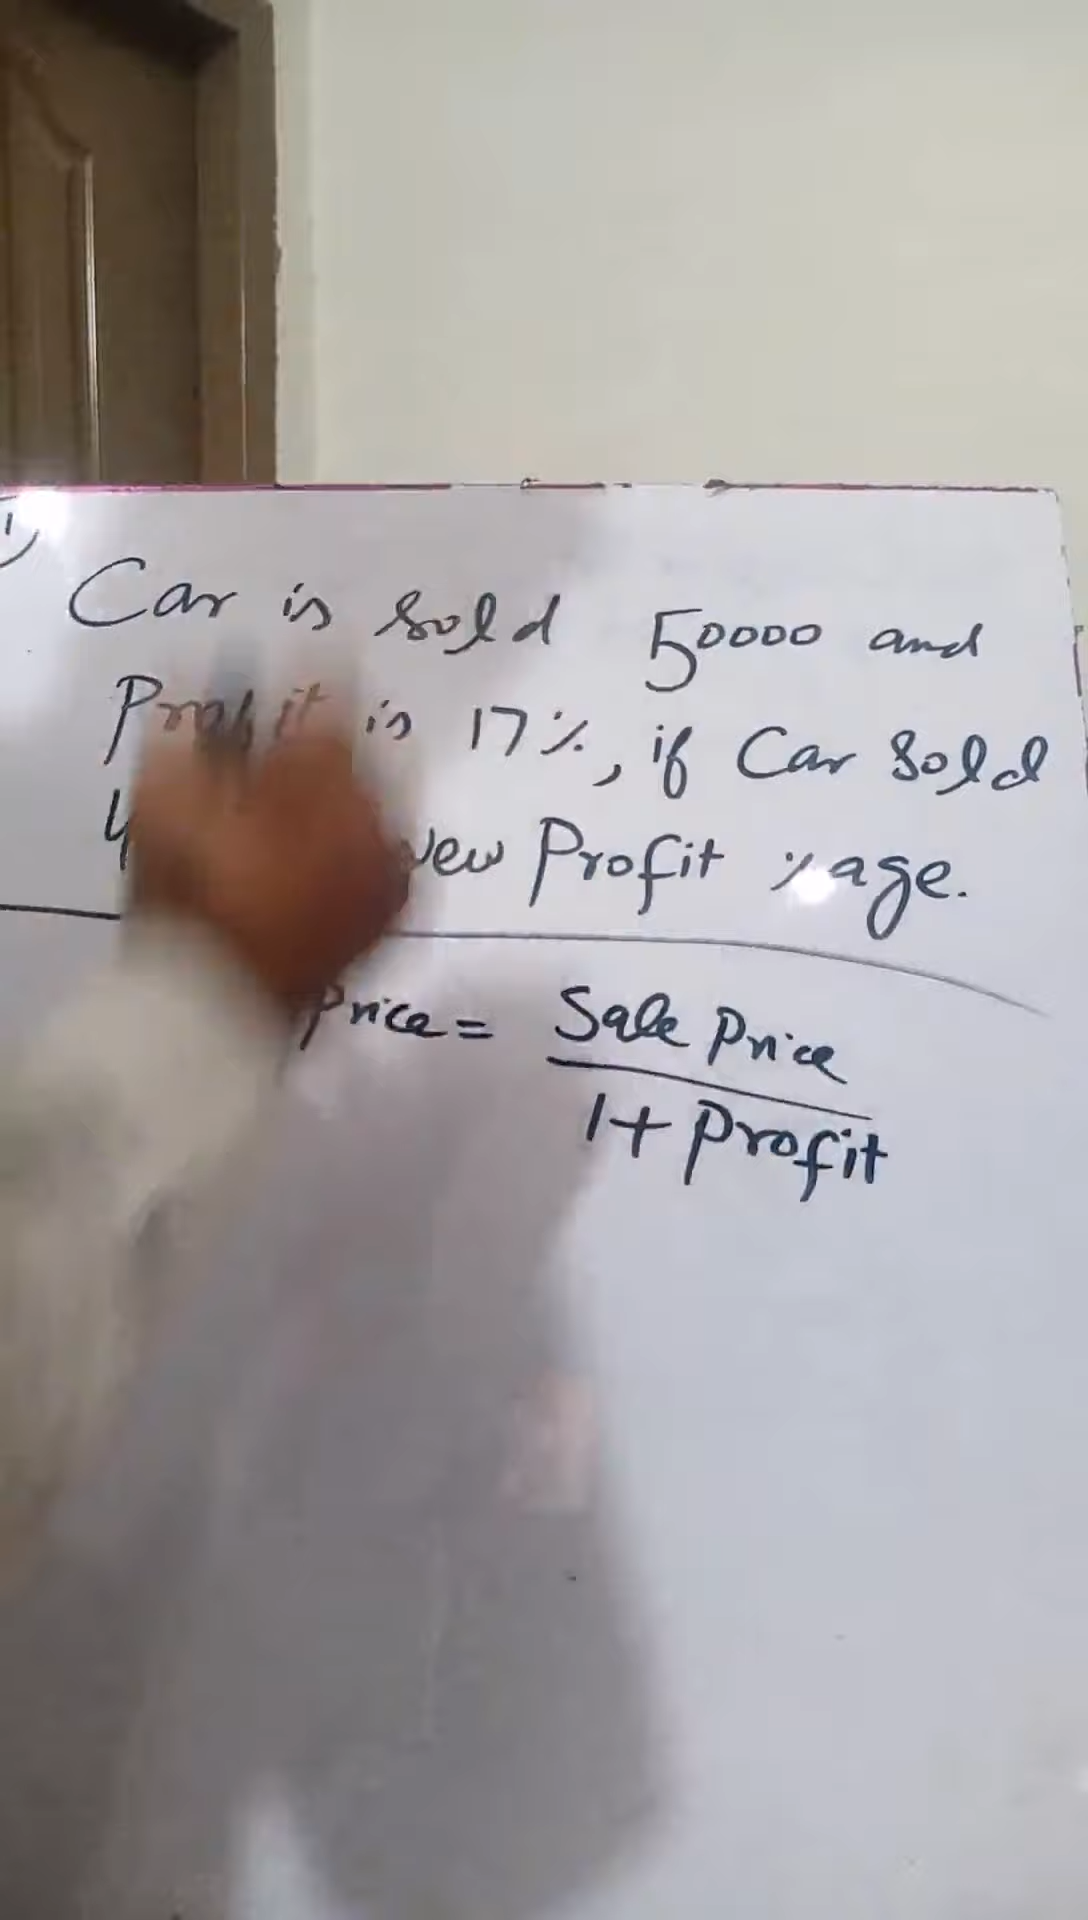 1)
Car is sold 50000 and
Profit is 17%, if Car Sold
4 New Profit %age.
Price = Sale Price
1 + Profit